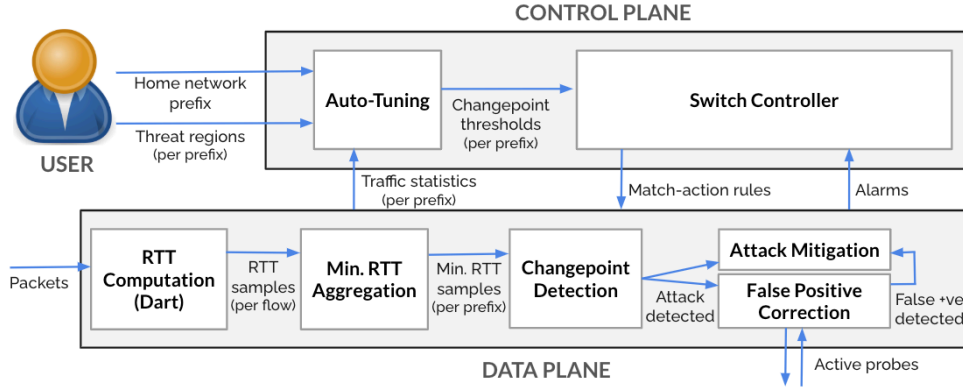 CONTROL PLANE
Home network
prefix
Threat regions
(per prefix)
USER
Auto-Tuning
Changepoint
thresholds
(per prefix)
Switch Controller
Traffic statistics
(per prefix)
Match-action rules
Alarms
Packets
RTT
Computation
(Dart)
RTT
samples
(per flow)
Min. RTT
Aggregation
Min. RTT
samples
(per prefix)
Changepoint
Detection
Attack
detected
Attack Mitigation
False Positive
Correction
False +ve
detected
Active probes
DATA PLANE